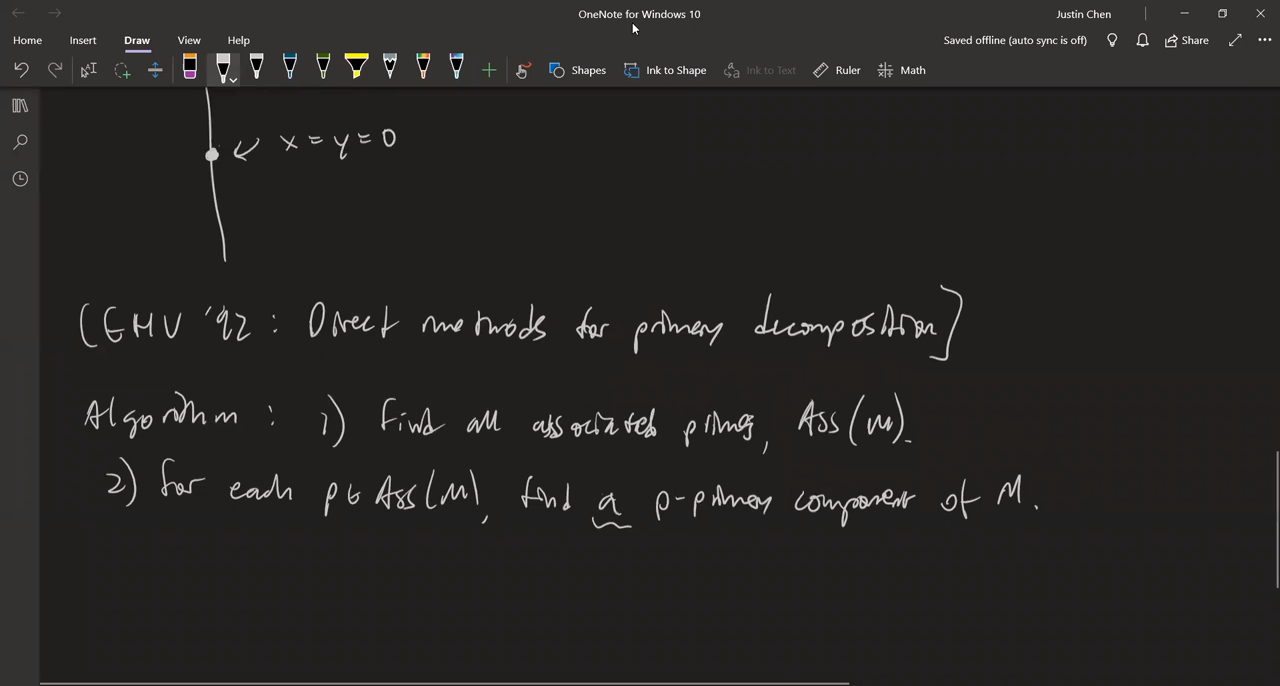 OneNote for Windows 10
Justin Chen
Home Insert Draw View Help
Saved offline (auto sync is off) Share
Shapes Ink to Shape Ink to Text Ruler Math
x = y = 0
[EHV '92 : Direct methods for primary decomposition]
Algorithm : 1) Find all associated primes, Ass(M).
2) For each p ∈ Ass(M), find a p-primary component of M.